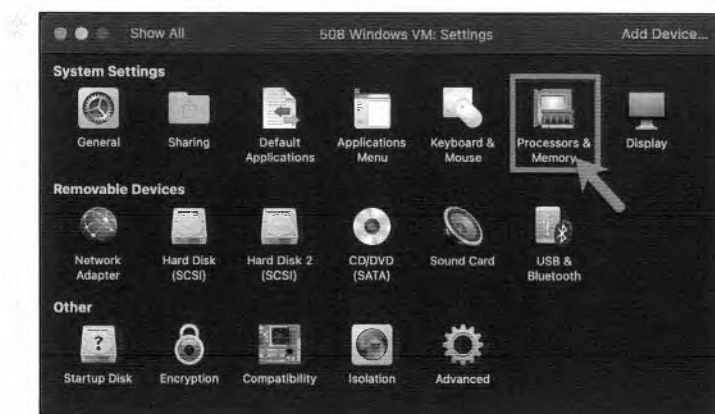 Show All 508 Windows VM: Settings Add Device...
System Settings
General Sharing Default Applications Applications Menu Keyboard & Mouse Processors & Memory Display
Removable Devices
Network Adapter Hard Disk (SCSI) Hard Disk 2 (SCSI) CD/DVD (SATA) Sound Card USB & Bluetooth
Other
?
Startup Disk Encryption Compatibility Isolation Advanced